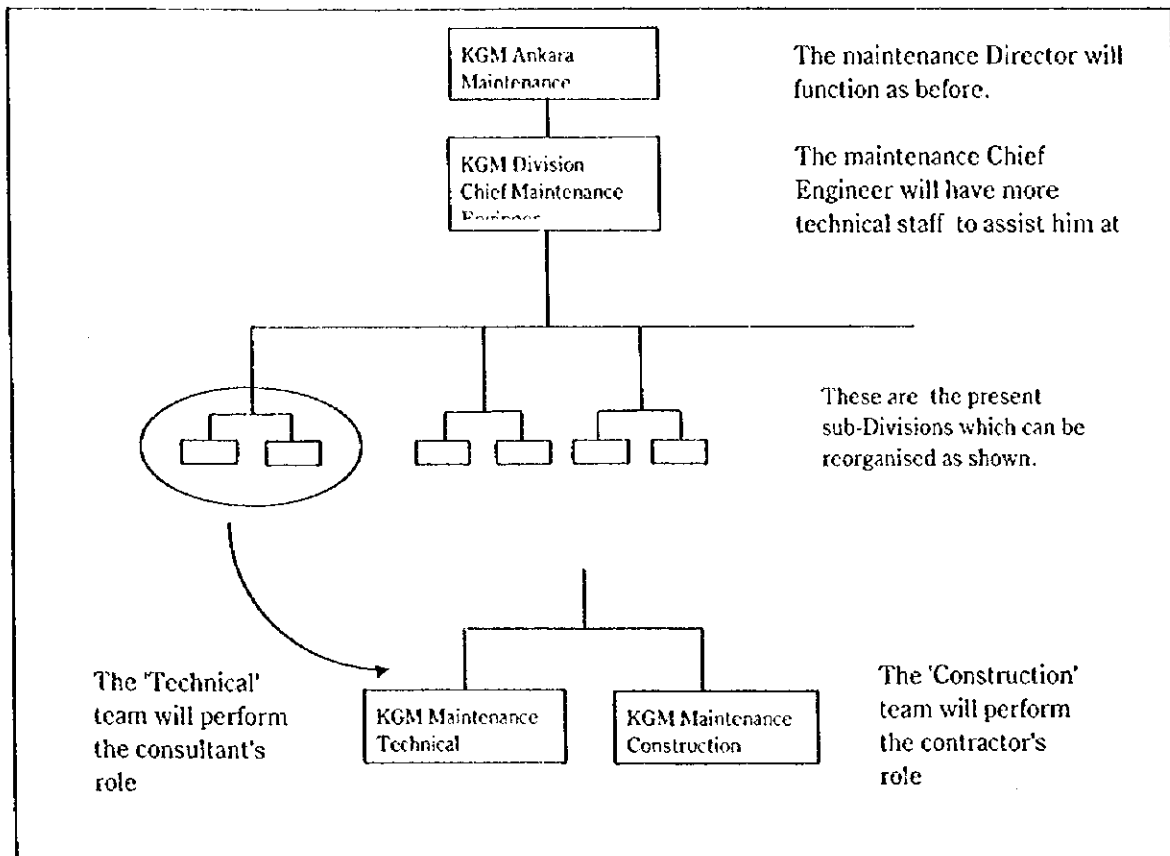 KGM Ankara
Maintenance
The maintenance Director will
function as before.
KGM Division
Chief Maintenance
Engineer
The maintenance Chief
Engineer will have more
technical staff to assist him at
These are the present
sub-Divisions which can be
reorganised as shown.
The 'Technical'
team will perform
the consultant's
role
KGM Maintenance
Technical
KGM Maintenance
Construction
The 'Construction'
team will perform
the contractor's
role